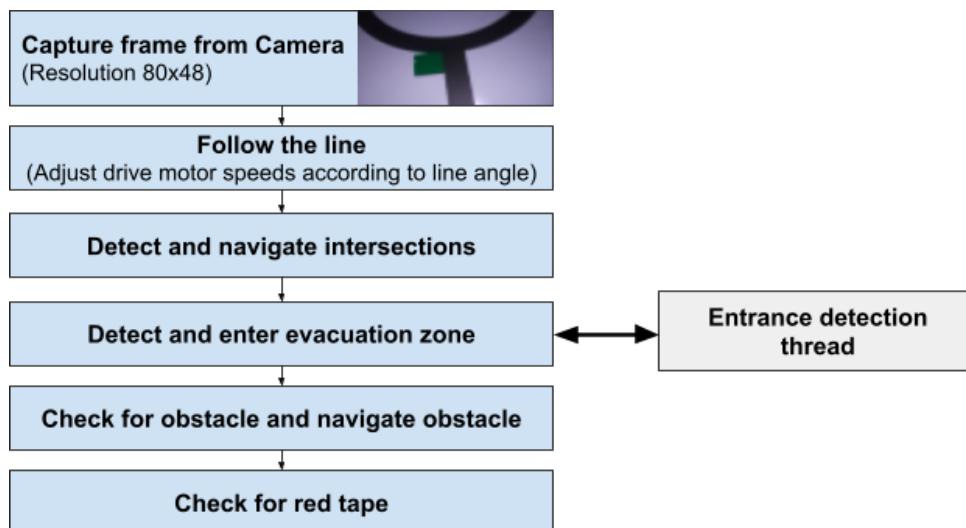 Capture frame from Camera
(Resolution 80x48)
Follow the line
(Adjust drive motor speeds according to line angle)
Detect and navigate intersections
Detect and enter evacuation zone
Entrance detection
thread
Check for obstacle and navigate obstacle
Check for red tape